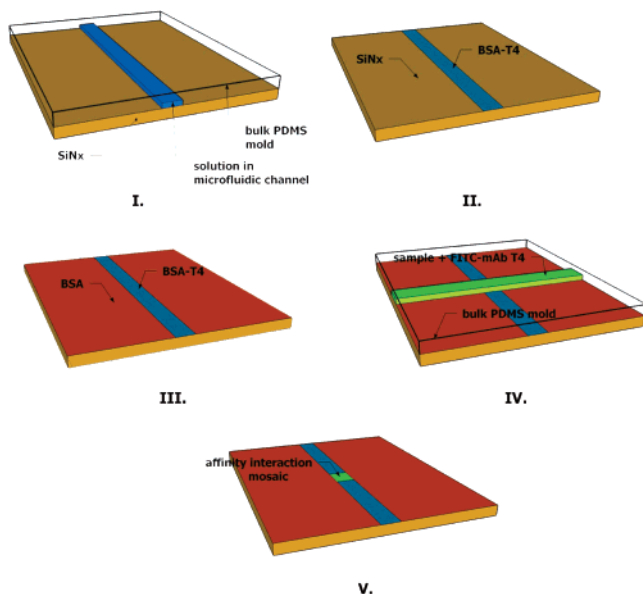 SiNx
BSA-T4
bulk PDMS
mold
SiNx
solution in
microfluidic channel
I.
II.
BSA
BSA-T4
sample + FITC-mAb T4
bulk PDMS mold
III.
IV.
affinity interaction
mosaic
V.